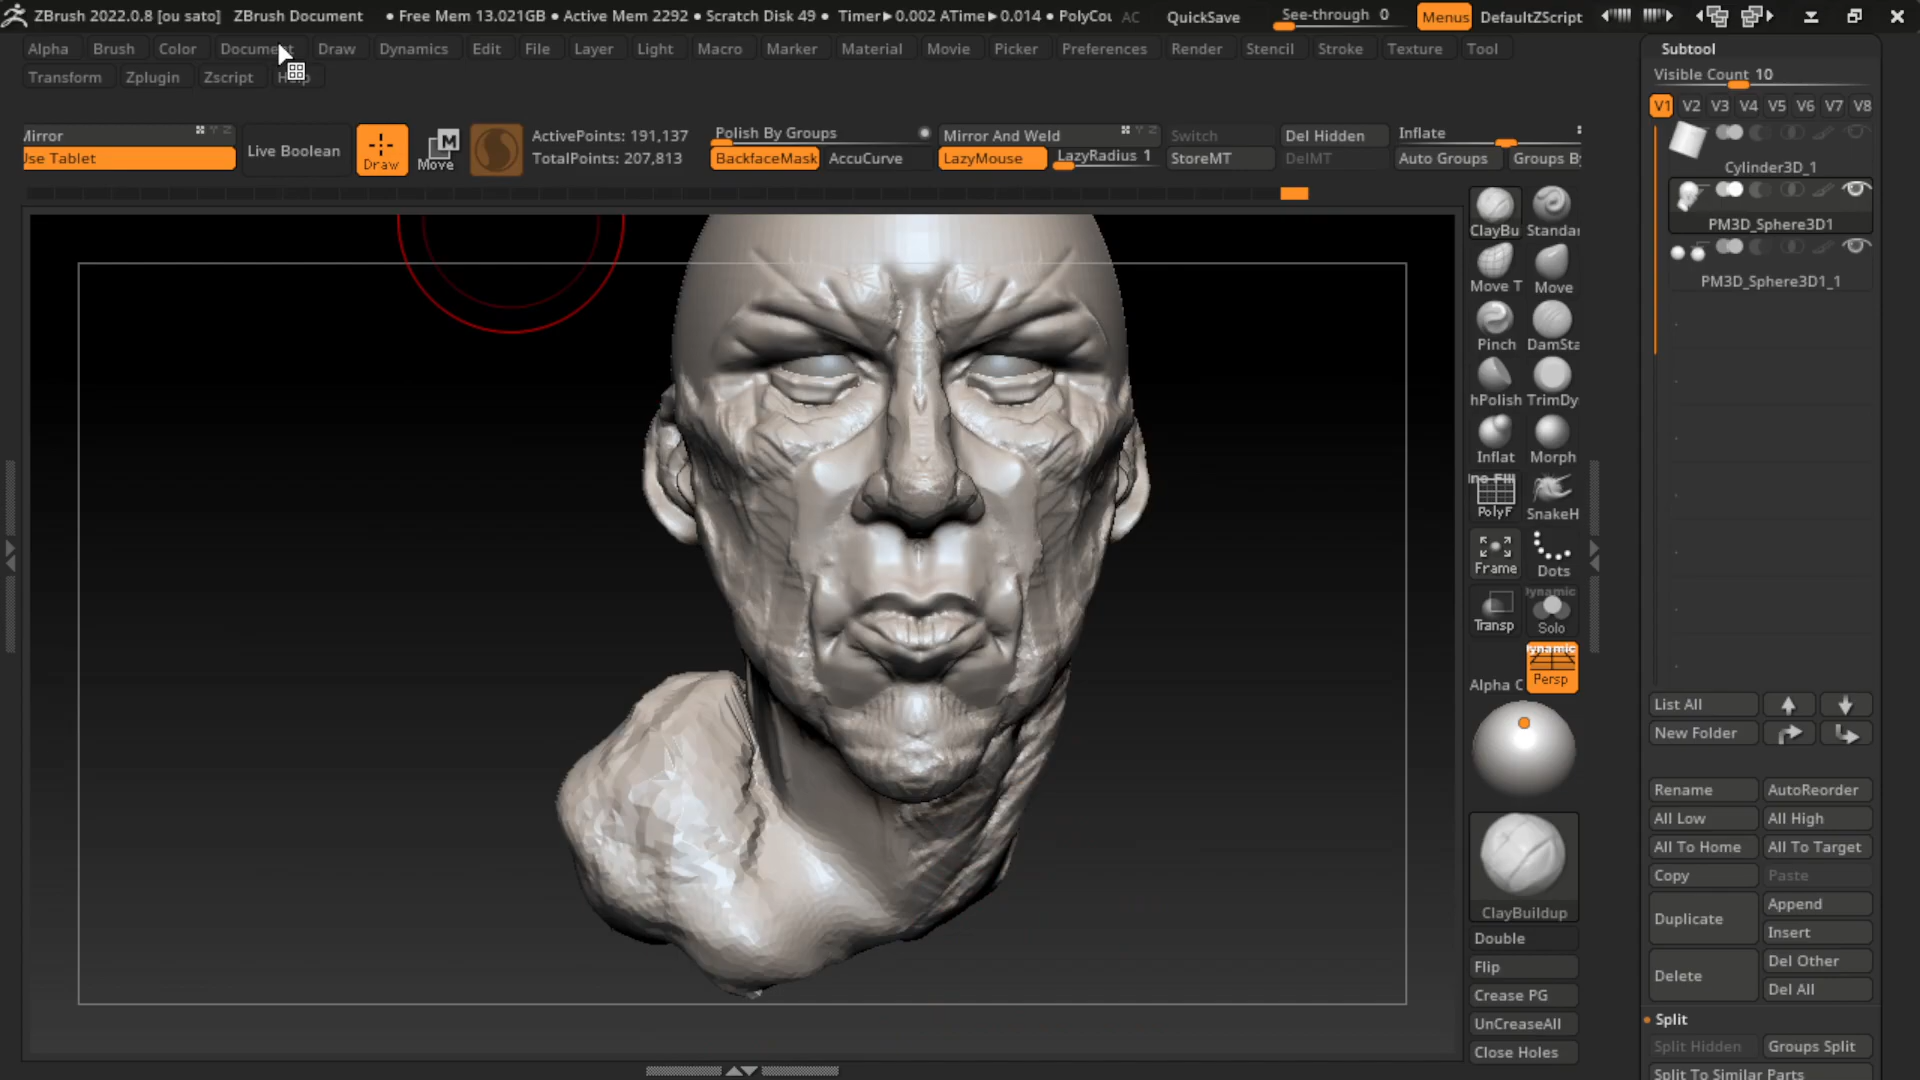 ZBrush 2022.0.8 [ou sato] ZBrush Document • Free Mem 13.021GB • Active Mem 2292 • Scratch Disk 49 • Timer▸0.002 ATime▸0.014 • PolyCou AC QuickSave See-through 0 Menus DefaultZScript
Alpha Brush Color Document Draw Dynamics Edit File Layer Light Macro Marker Material Movie Picker Preferences Render Stencil Stroke Texture Tool
Transform Zplugin Zscript Help
Mirror
Use Tablet
Live Boolean
Draw
Move
ActivePoints: 191,137
TotalPoints: 207,813
Polish By Groups
BackfaceMask AccuCurve
Mirror And Weld
LazyMouse LazyRadius 1
Switch
StoreMT
Del Hidden
DelMT
Inflate
Auto Groups Groups By
ClayBu Standa
Move T Move
Pinch DamSta
hPolish TrimDy
Inflat Morph
PolyF SnakeH
Frame Dots
Transp Solo
Dynamic
Persp
Alpha C
ClayBuildup
Double
Flip
Crease PG
UnCreaseAll
Close Holes
Subtool
Visible Count 10
V1 V2 V3 V4 V5 V6 V7 V8
Cylinder3D_1
PM3D_Sphere3D1
PM3D_Sphere3D1_1
List All
New Folder
Rename AutoReorder
All Low All High
All To Home All To Target
Copy Paste
Duplicate Append
Insert
Delete Del Other
Del All
Split
Split Hidden Groups Split
Split To Similar Parts